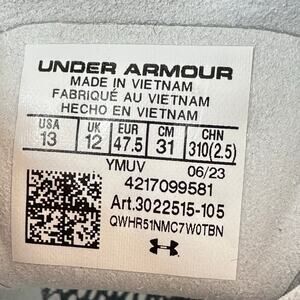 UNDER ARMOUR
MADE IN VIETNAM
FABRIQUÉ AU VIETNAM
HECHO EN VIETNAM
USA UK EUR CM CHN
13 12 47.5 31 310(2.5)
YMUV 06/23
4217099581
Art.3022515-105
QWHR51NMC7W0TBN